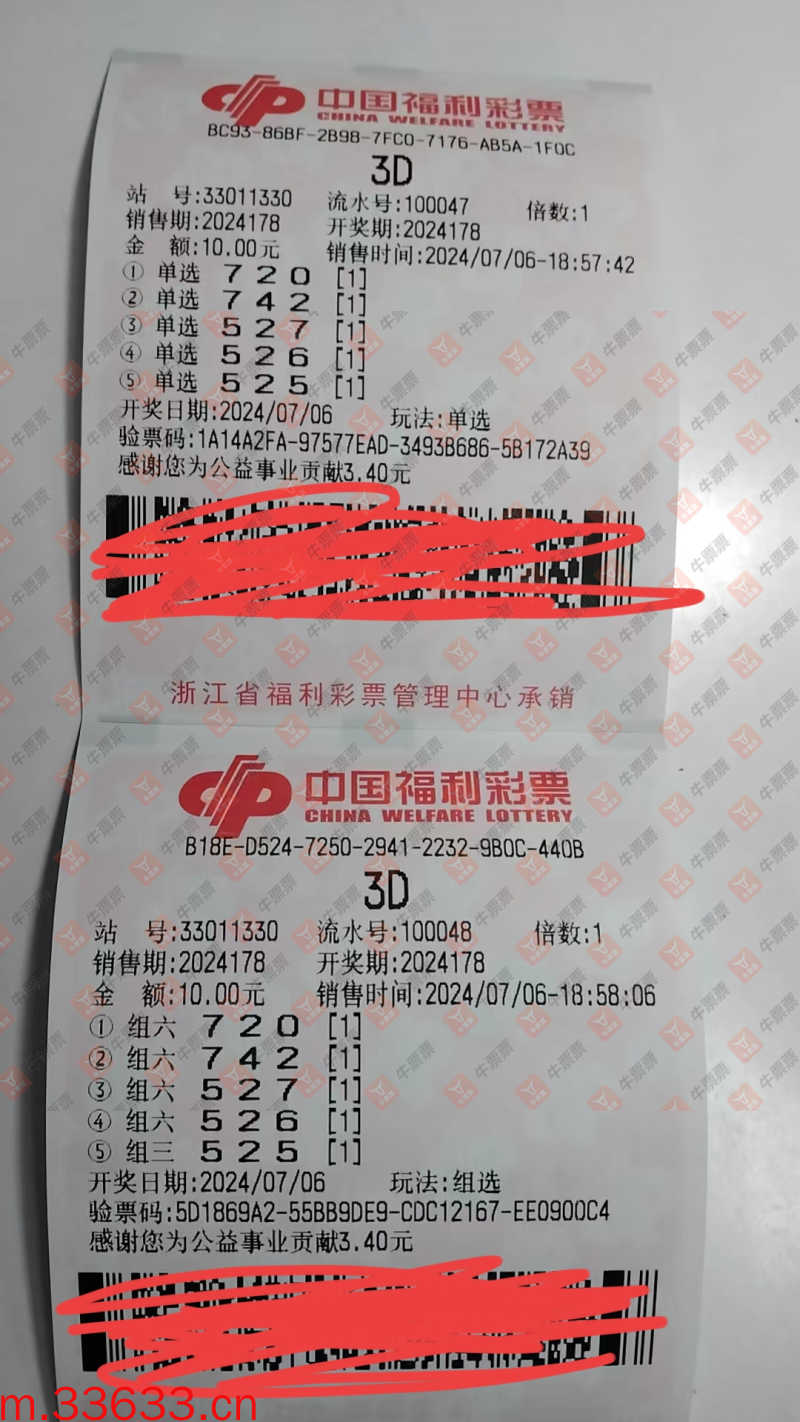 中国福利彩票
CHINA WELFARE LOTTERY
BC93-86BF-2B98-7FC0-7176-AB5A-1F0C
3D
站 号:33011330 流水号:100047 倍数:1
销售期:2024178 开奖期:2024178
金 额:10.00元 销售时间:2024/07/06-18:57:42
① 单选 7 2 0 [1]
② 单选 7 4 2 [1]
③ 单选 5 2 7 [1]
④ 单选 5 2 6 [1]
⑤ 单选 5 2 5 [1]
开奖日期:2024/07/06 玩法:单选
验票码:1A14A2FA-97577EAD-3493B686-5B172A39
感谢您为公益事业贡献3.40元
浙江省福利彩票管理中心承销
中国福利彩票
CHINA WELFARE LOTTERY
B18E-D524-7250-2941-2232-9B0C-440B
3D
站 号:33011330 流水号:100048 倍数:1
销售期:2024178 开奖期:2024178
金 额:10.00元 销售时间:2024/07/06-18:58:06
① 组六 7 2 0 [1]
② 组六 7 4 2 [1]
③ 组六 5 2 7 [1]
④ 组六 5 2 6 [1]
⑤ 组三 5 2 5 [1]
开奖日期:2024/07/06 玩法:组选
验票码:5D1869A2-55BB9DE9-CDC12167-EE0900C4
感谢您为公益事业贡献3.40元
m.33633.cn
牛票票